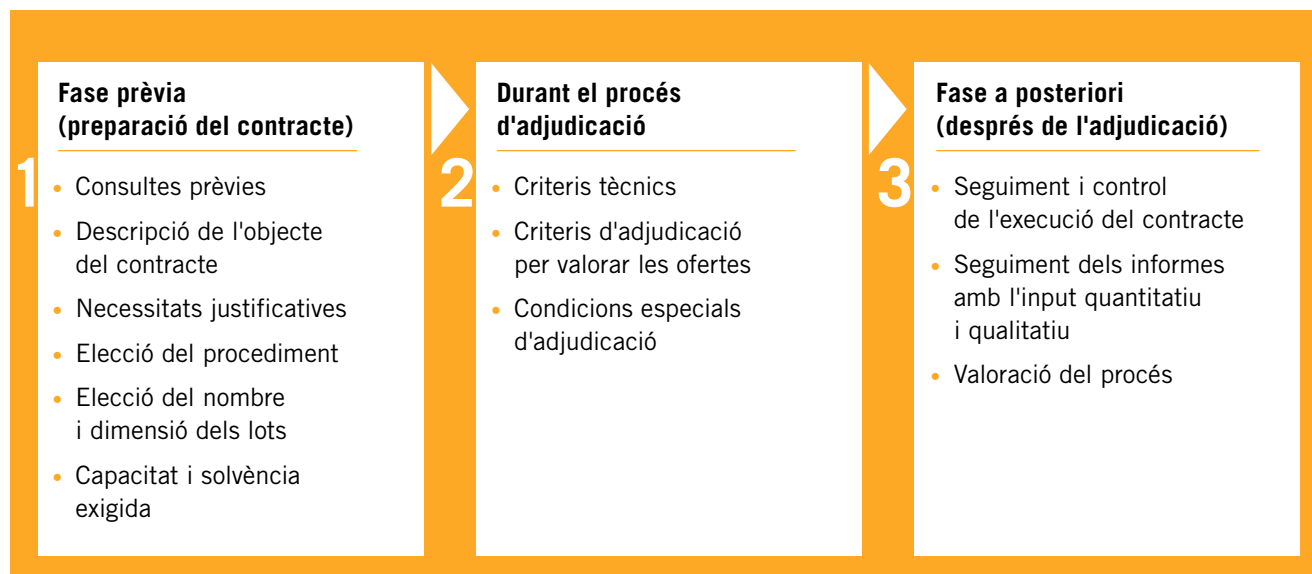 1
Fase prèvia
(preparació del contracte)
• Consultes prèvies
• Descripció de l'objecte
del contracte
• Necessitats justificatives
• Elecció del procediment
• Elecció del nombre
i dimensió dels lots
• Capacitat i solvència
exigida
2
Durant el procés
d'adjudicació
• Criteris tècnics
• Criteris d'adjudicació
per valorar les ofertes
• Condicions especials
d'adjudicació
3
Fase a posteriori
(després de l'adjudicació)
• Seguiment i control
de l'execució del contracte
• Seguiment dels informes
amb l'input quantitatiu
i qualitatiu
• Valoració del procés